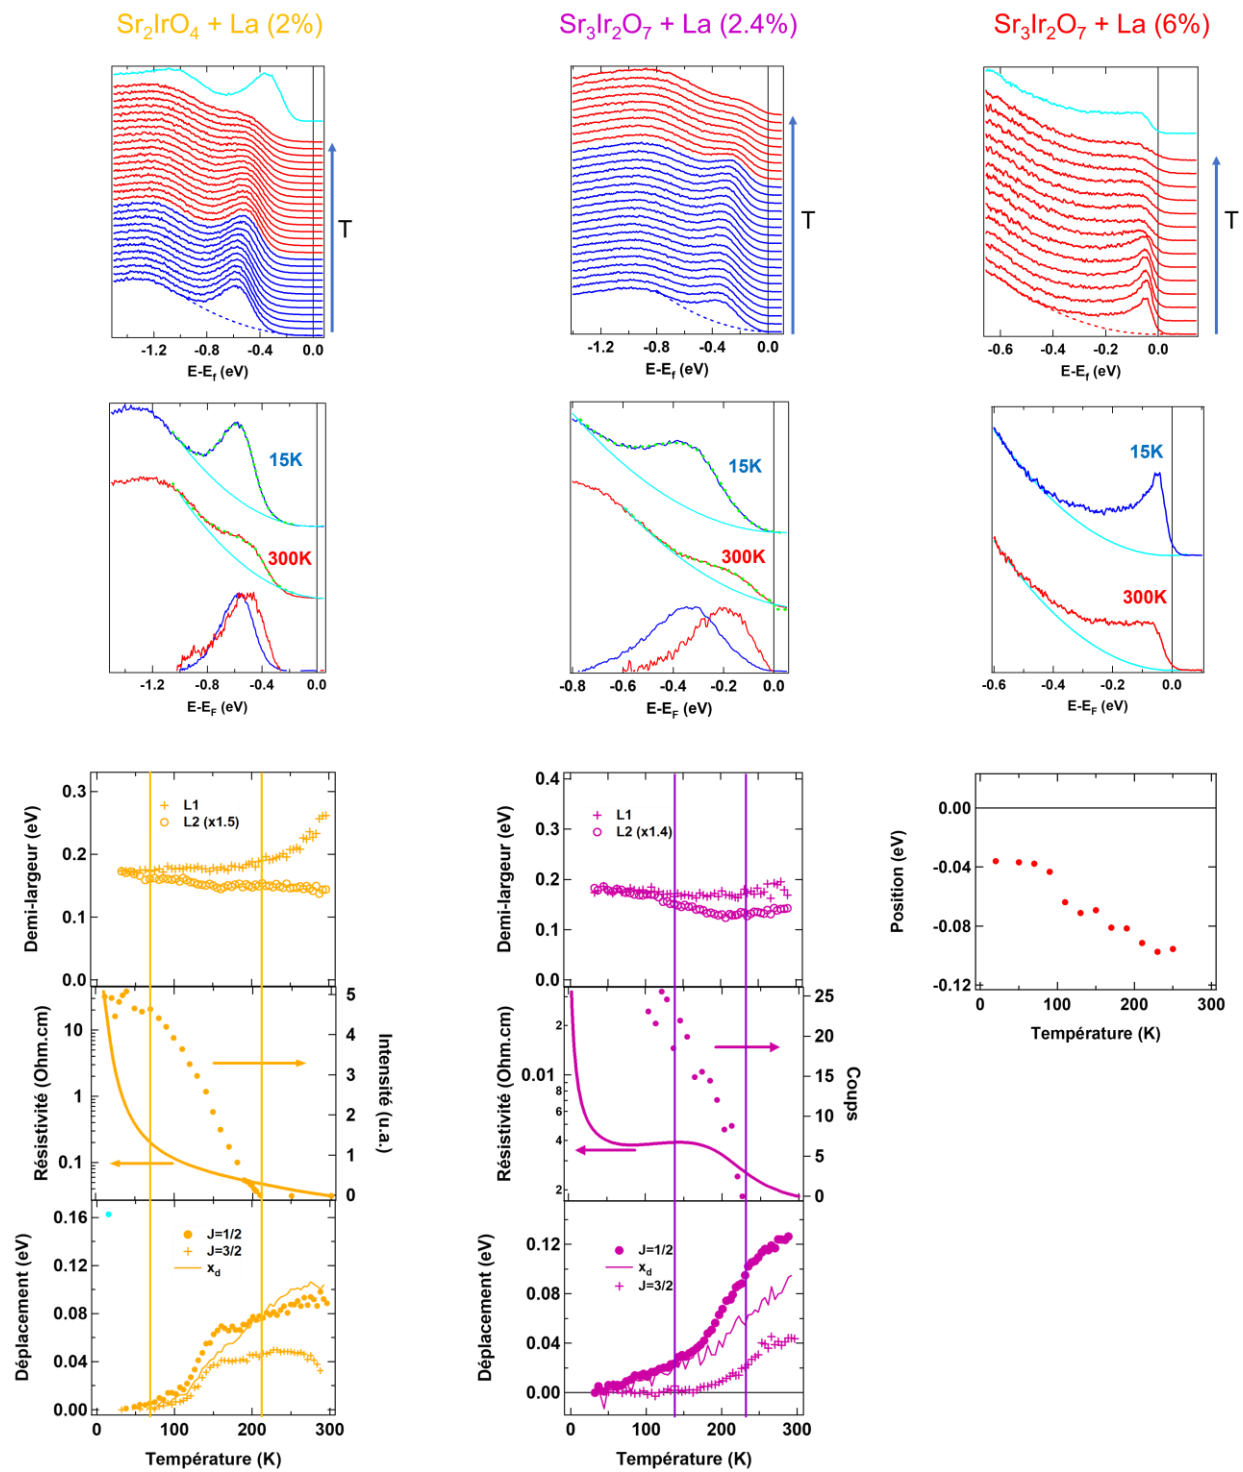 Sr2IrO4 + La (2%)
Sr3Ir2O7 + La (2.4%)
Sr3Ir2O7 + La (6%)
T
T
T
-1.2 -0.8 -0.4 0.0
E-Ef (eV)
-1.2 -0.8 -0.4 0.0
E-Ef (eV)
-0.6 -0.4 -0.2 0.0
E-Ef (eV)
15K
300K
-1.2 -0.8 -0.4 0.0
E-EF (eV)
15K
300K
-0.8 -0.6 -0.4 -0.2 0.0
E-EF (eV)
15K
300K
-0.6 -0.4 -0.2 0.0
E-EF (eV)
Demi-largeur (eV)
0.3
0.2
0.1
0.0
L1
L2 (x1.5)
Résistivité (Ohm.cm)
10
1
0.1
5
4
3
2
1
0
Intensité (u.a.)
Déplacement (eV)
0.16
0.12
0.08
0.04
0.00
J=1/2
J=3/2
xd
0 100 200 300
Température (K)
Demi-largeur (eV)
0.4
0.3
0.2
0.1
0.0
L1
L2 (x1.4)
Résistivité (Ohm.cm)
2
0.01
8
6
4
2
25
20
15
10
5
0
Coups
Déplacement (eV)
0.12
0.08
0.04
0.00
J=1/2
xd
J=3/2
0 100 200 300
Température (K)
Position (eV)
0.00
-0.04
-0.08
-0.12
0 100 200 300
Température (K)